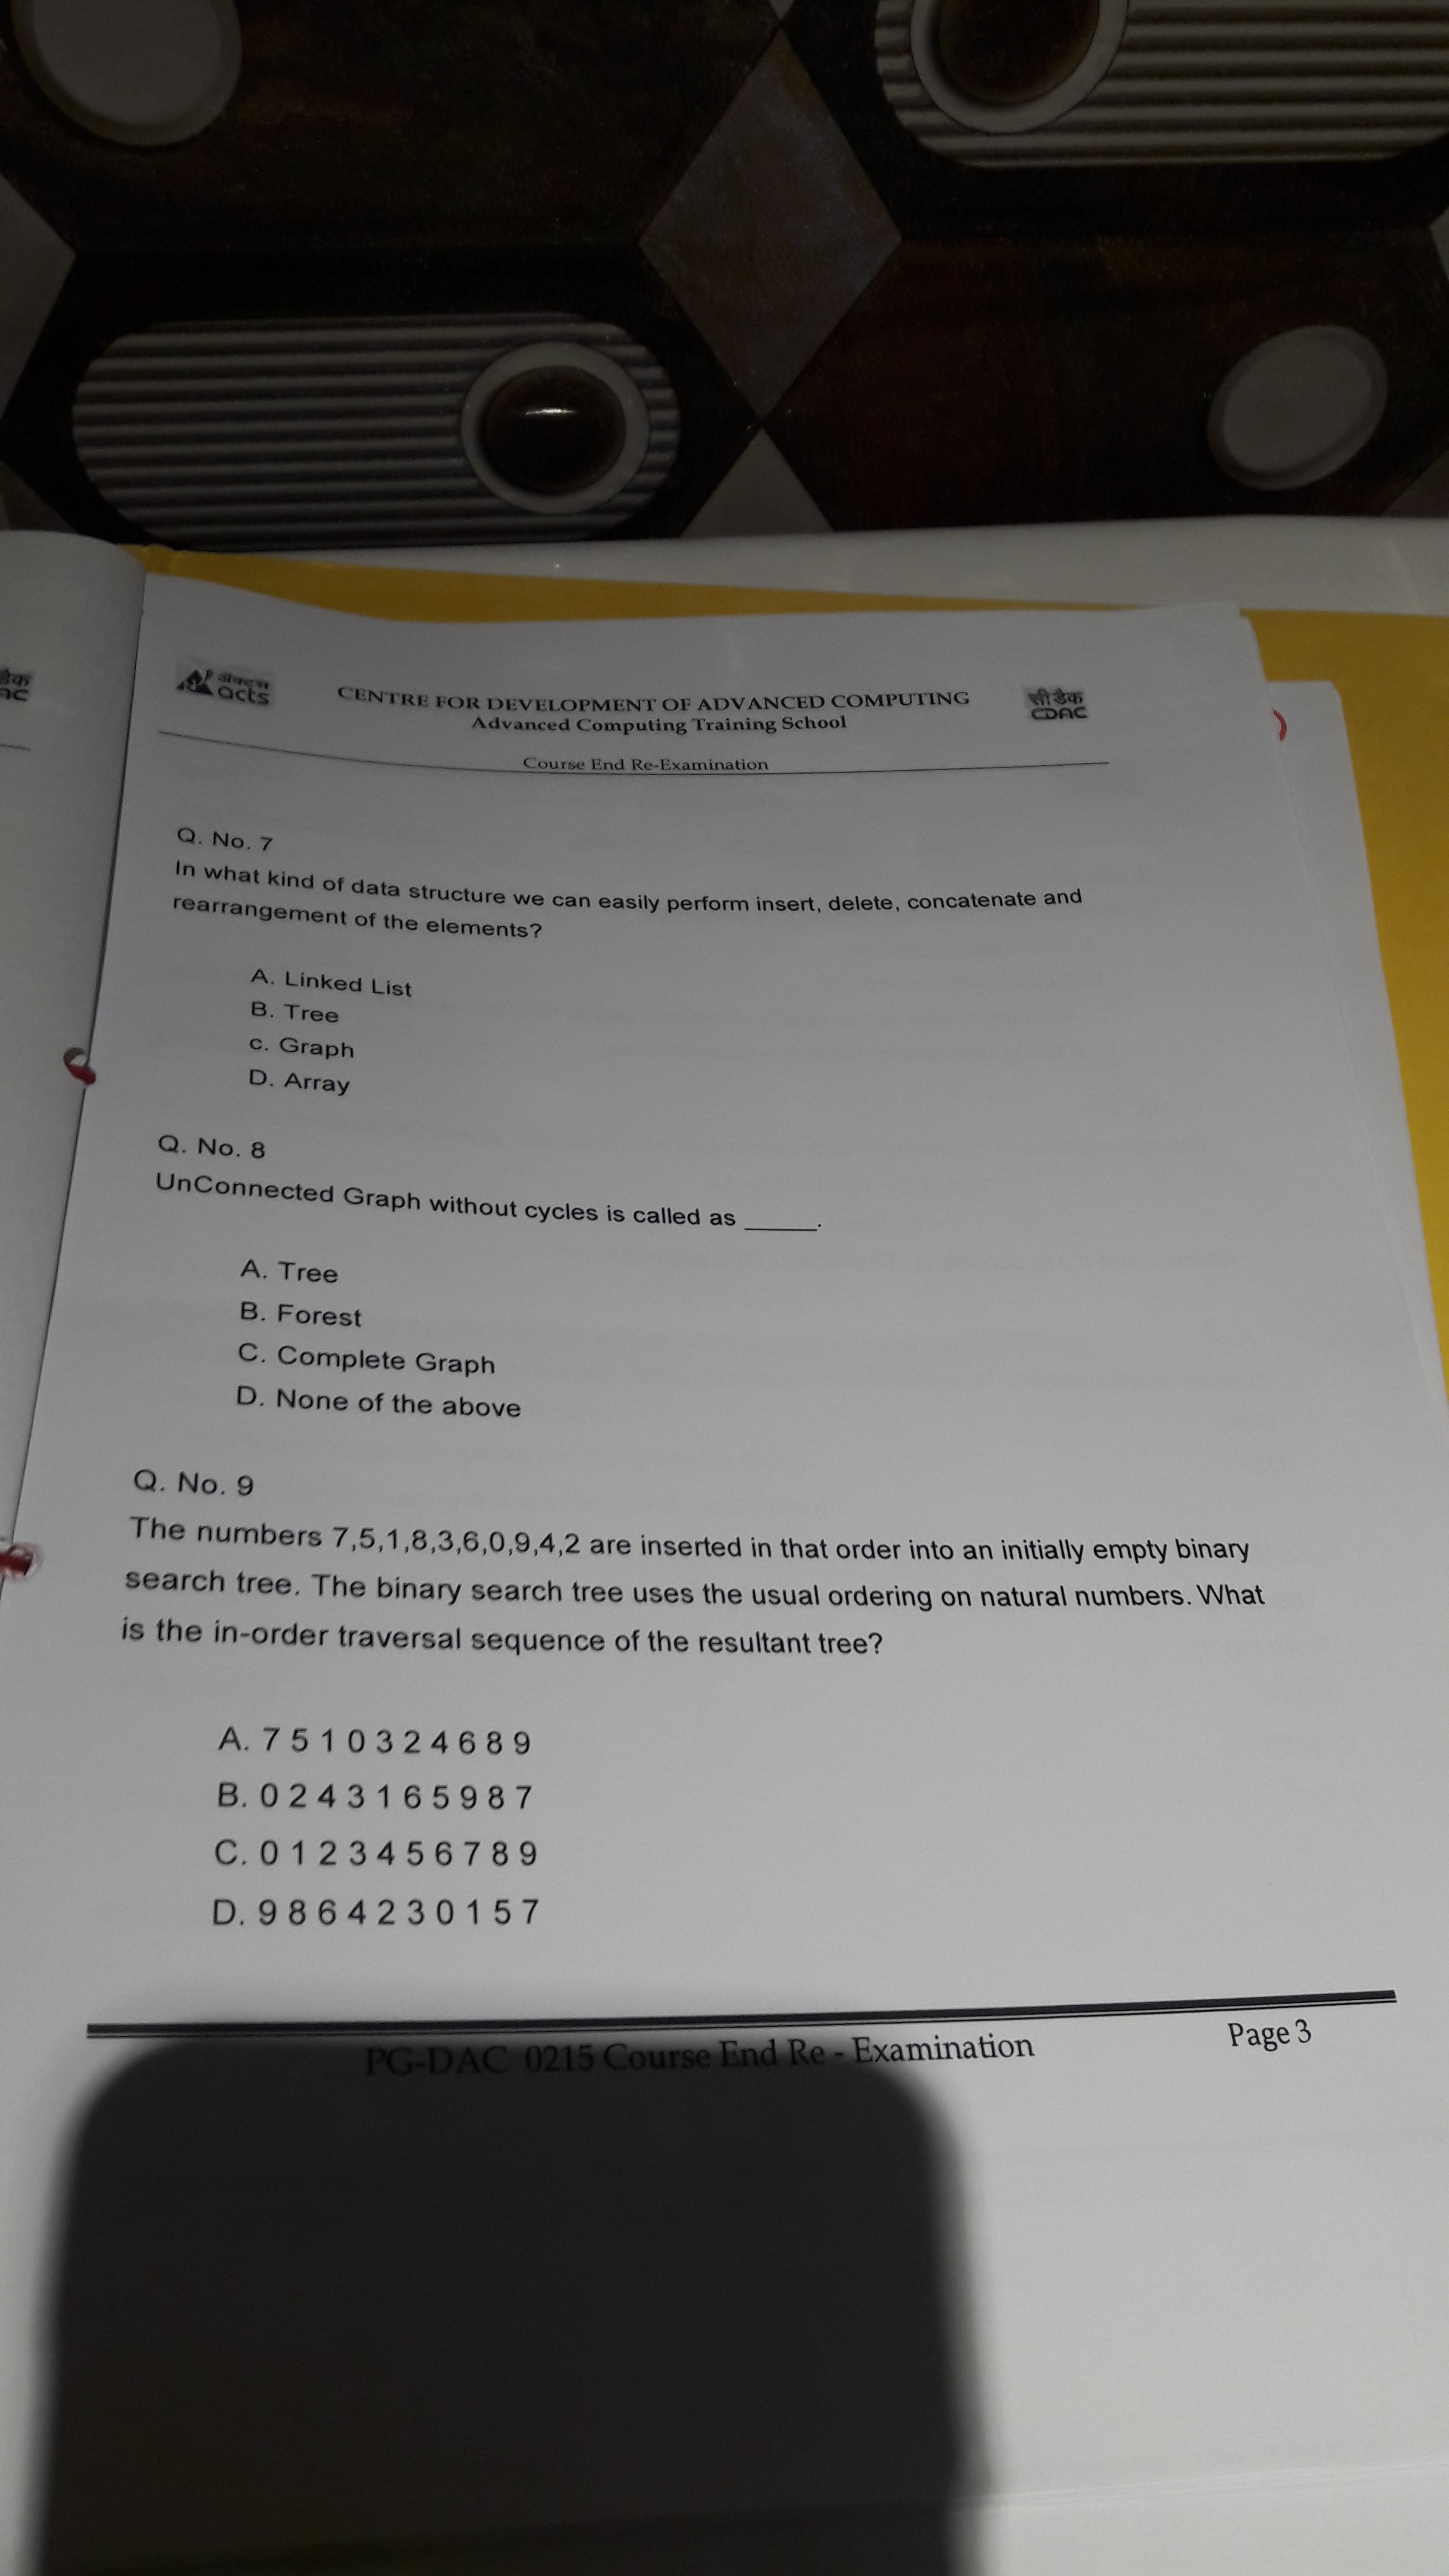 डैक
AC
ऐक्ट्स
acts
CENTRE FOR DEVELOPMENT OF ADVANCED COMPUTING
Advanced Computing Training School
सी डैक
CDAC
Course End Re-Examination
Q. No. 7
In what kind of data structure we can easily perform insert, delete, concatenate and
rearrangement of the elements?
A. Linked List
B. Tree
c. Graph
D. Array
Q. No. 8
UnConnected Graph without cycles is called as ______.
A. Tree
B. Forest
C. Complete Graph
D. None of the above
Q. No. 9
The numbers 7,5,1,8,3,6,0,9,4,2 are inserted in that order into an initially empty binary
search tree. The binary search tree uses the usual ordering on natural numbers. What
is the in-order traversal sequence of the resultant tree?
A. 7 5 1 0 3 2 4 6 8 9
B. 0 2 4 3 1 6 5 9 8 7
C. 0 1 2 3 4 5 6 7 8 9
D. 9 8 6 4 2 3 0 1 5 7
PG-DAC 0215 Course End Re - Examination
Page 3